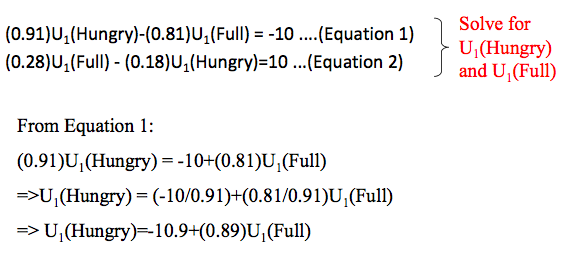 (0.91)U₁(Hungry)-(0.81)U₁(Full) = -10 ....(Equation 1)
(0.28)U₁(Full) - (0.18)U₁(Hungry)=10 ...(Equation 2)
Solve for
U₁(Hungry)
and U₁(Full)
From Equation 1:
(0.91)U₁(Hungry) = -10+(0.81)U₁(Full)
=>U₁(Hungry) = (-10/0.91)+(0.81/0.91)U₁(Full)
=> U₁(Hungry)=-10.9+(0.89)U₁(Full)